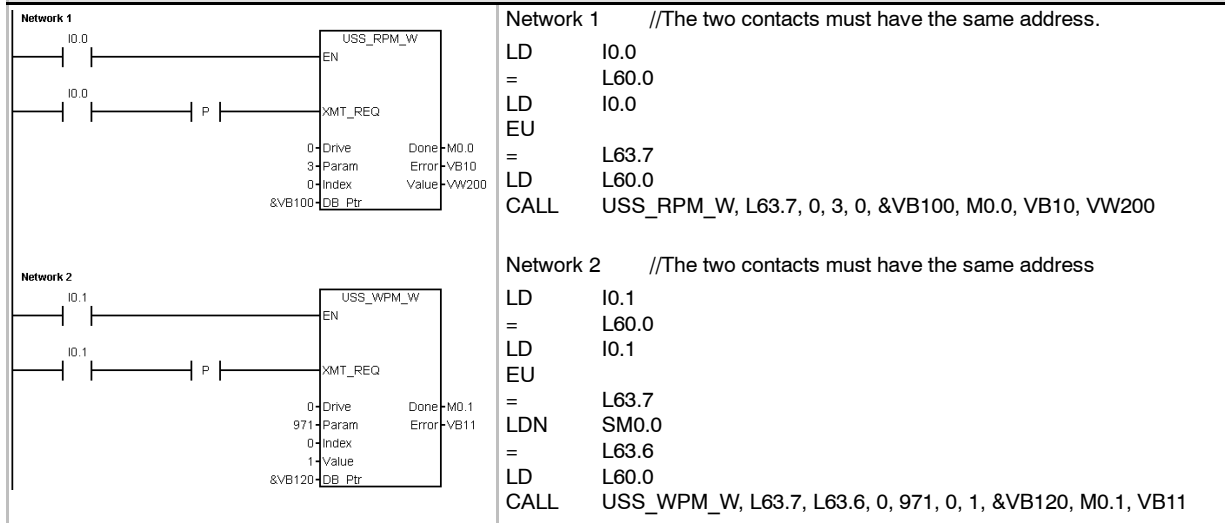 Network 1
I0.0
USS_RPM_W
EN
I0.0
P
XMT_REQ
0 Drive Done M0.0
3 Param Error VB10
0 Index Value VW200
&VB100 DB_Ptr
Network 1 //The two contacts must have the same address.
LD I0.0
= L60.0
LD I0.0
EU
= L63.7
LD L60.0
CALL USS_RPM_W, L63.7, 0, 3, 0, &VB100, M0.0, VB10, VW200
Network 2
I0.1
USS_WPM_W
EN
I0.1
P
XMT_REQ
0 Drive Done M0.1
971 Param Error VB11
0 Index
1 Value
&VB120 DB_Ptr
Network 2 //The two contacts must have the same address
LD I0.1
= L60.0
LD I0.1
EU
= L63.7
LDN SM0.0
= L63.6
LD L60.0
CALL USS_WPM_W, L63.7, L63.6, 0, 971, 0, 1, &VB120, M0.1, VB11